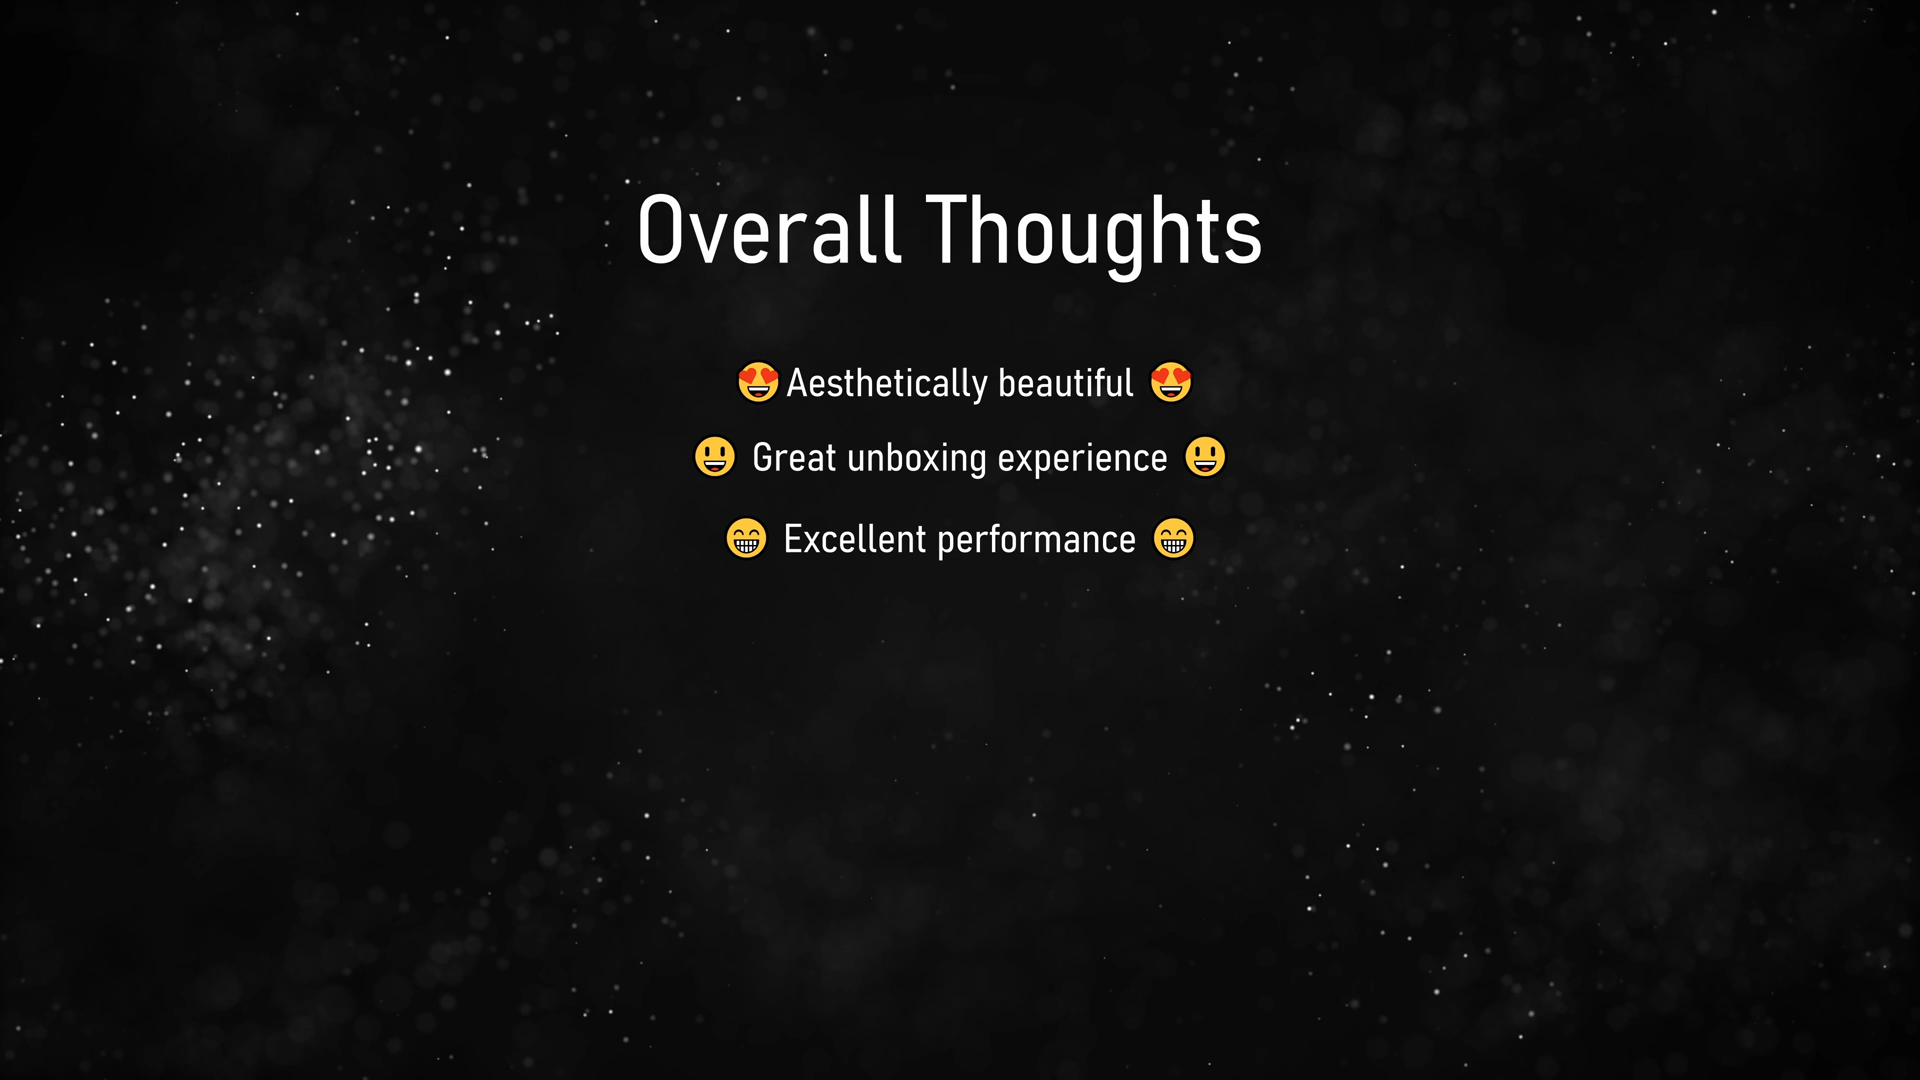 Overall Thoughts
😍 Aesthetically beautiful 😍
😃 Great unboxing experience 😃
😁 Excellent performance 😁